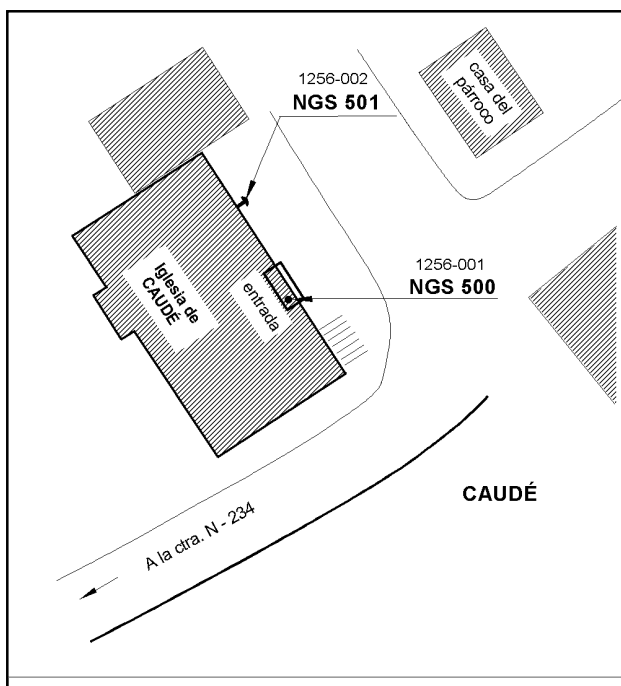 1256-002
NGS 501
casa del
párroco
Iglesia de
CAUDÉ
entrada
1256-001
NGS 500
CAUDÉ
A la ctra. N - 234